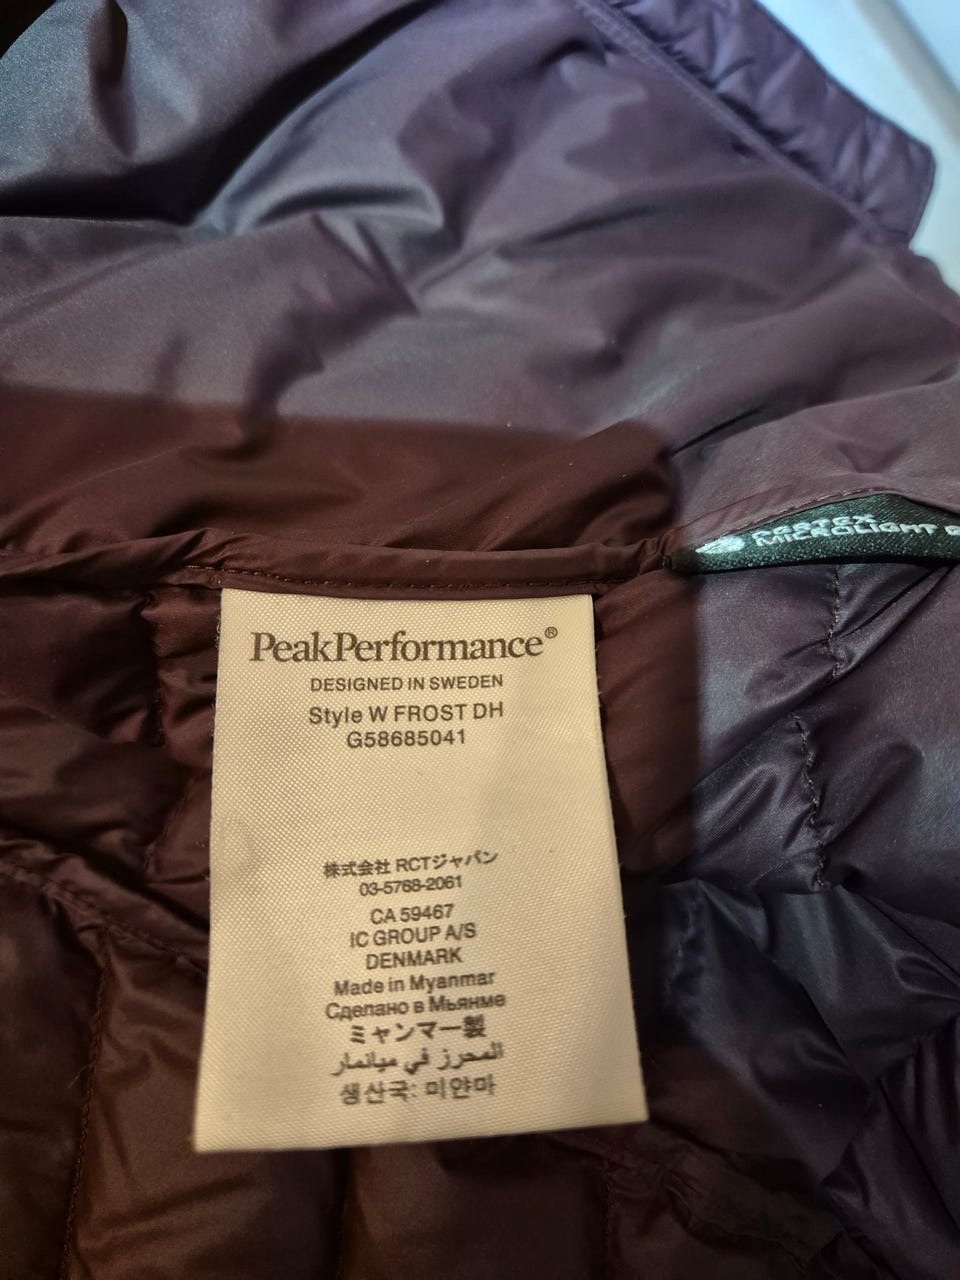 PERTEX
MICROLIGHT
PeakPerformance®
DESIGNED IN SWEDEN
Style W FROST DH
G58685041
株式会社 RCTジャパン
03-5768-2061
CA 59467
IC GROUP A/S
DENMARK
Made in Myanmar
Сделано в Мьянме
ミャンマー製
المحرز في ميانمار
생산국: 미얀마